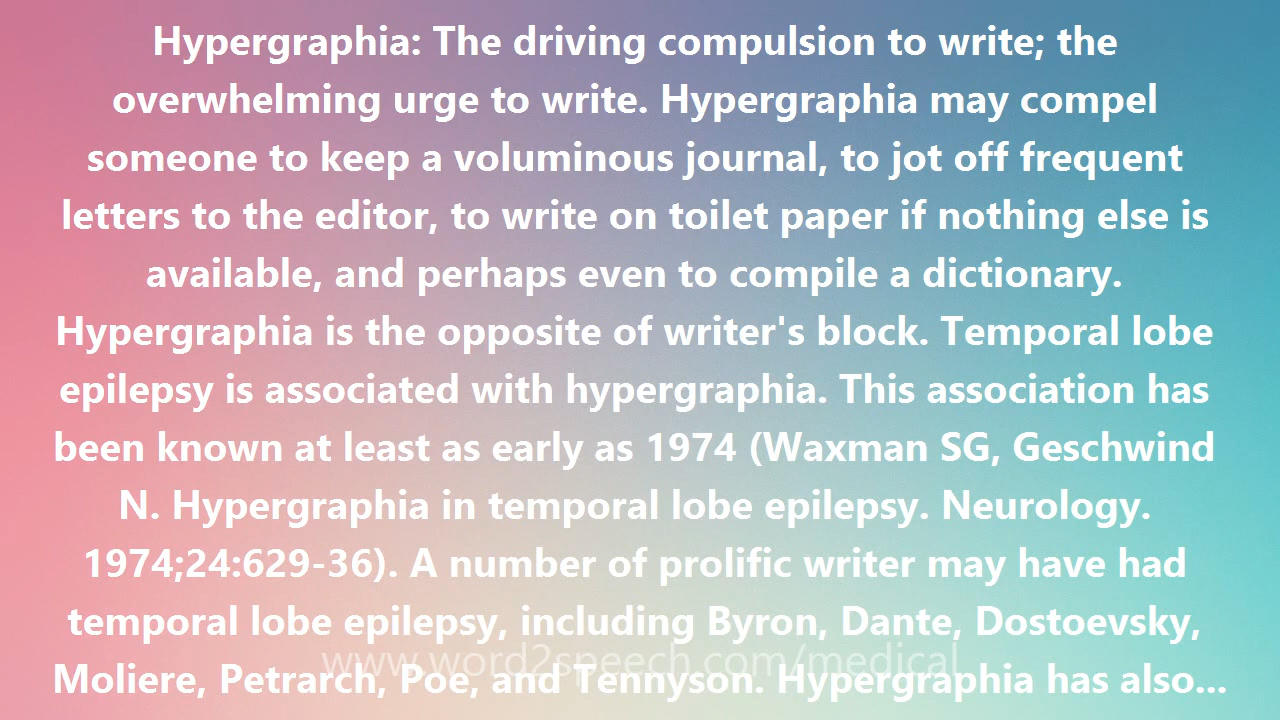 Hypergraphia: The driving compulsion to write; the
overwhelming urge to write. Hypergraphia may compel
someone to keep a voluminous journal, to jot off frequent
letters to the editor, to write on toilet paper if nothing else is
available, and perhaps even to compile a dictionary.
Hypergraphia is the opposite of writer's block. Temporal lobe
epilepsy is associated with hypergraphia. This association has
been known at least as early as 1974 (Waxman SG, Geschwind
N. Hypergraphia in temporal lobe epilepsy. Neurology.
1974;24:629-36). A number of prolific writer may have had
temporal lobe epilepsy, including Byron, Dante, Dostoevsky,
www.word2speech.com/medical
Moliere, Petrarch, Poe, and Tennyson. Hypergraphia has also...